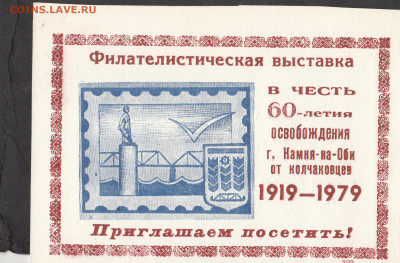 COINS.LAVE.RU
Филателистическая выставка
В ЧЕСТЬ
60-летия
ОСВОБОЖДЕНИЯ
г. Камня-на-Оби
от КОЛЧАКОВЦЕВ
1919—1979
Приглашаем посетить!